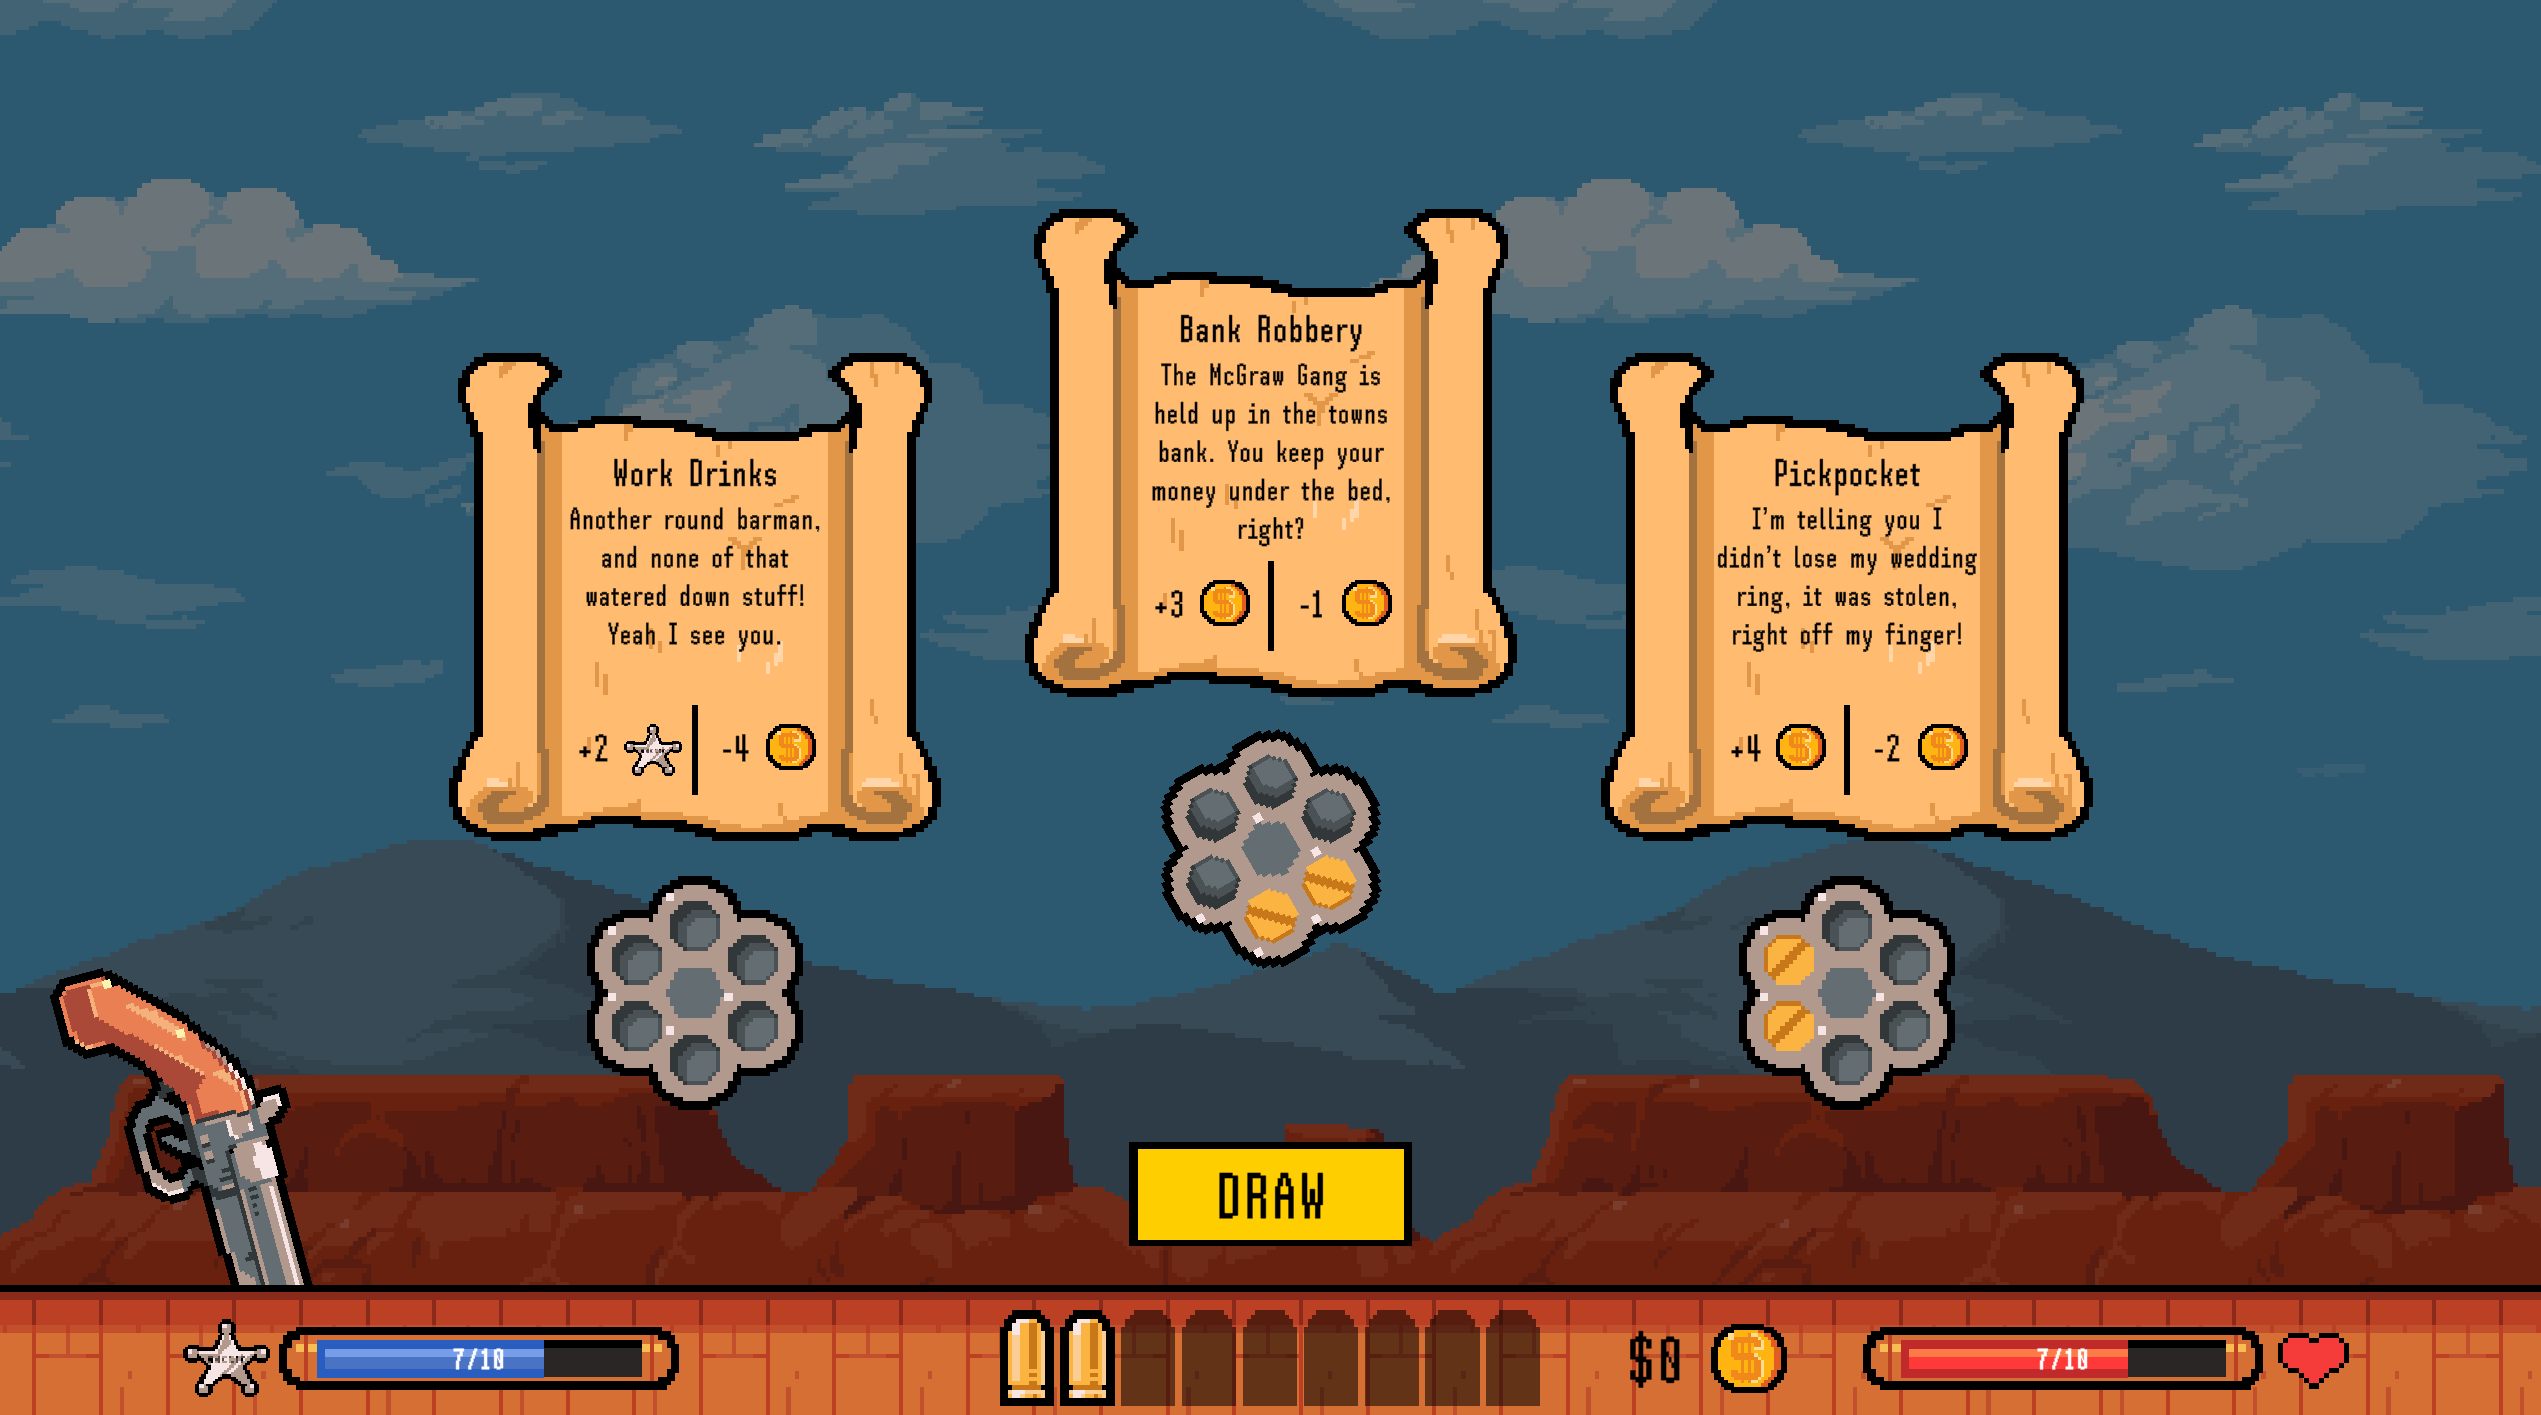 Bank Robbery
The McGraw Gang is
held up in the towns
bank. You keep your
money under the bed,
right?
+3 $ -1 $
Work Drinks
Another round barman,
and none of that
watered down stuff!
Yeah I see you.
+2 -4 $
Pickpocket
I'm telling you I
didn't lose my wedding
ring, it was stolen,
right off my finger!
+4 $ -2 $
DRAW
7/10
$0 $
7/10